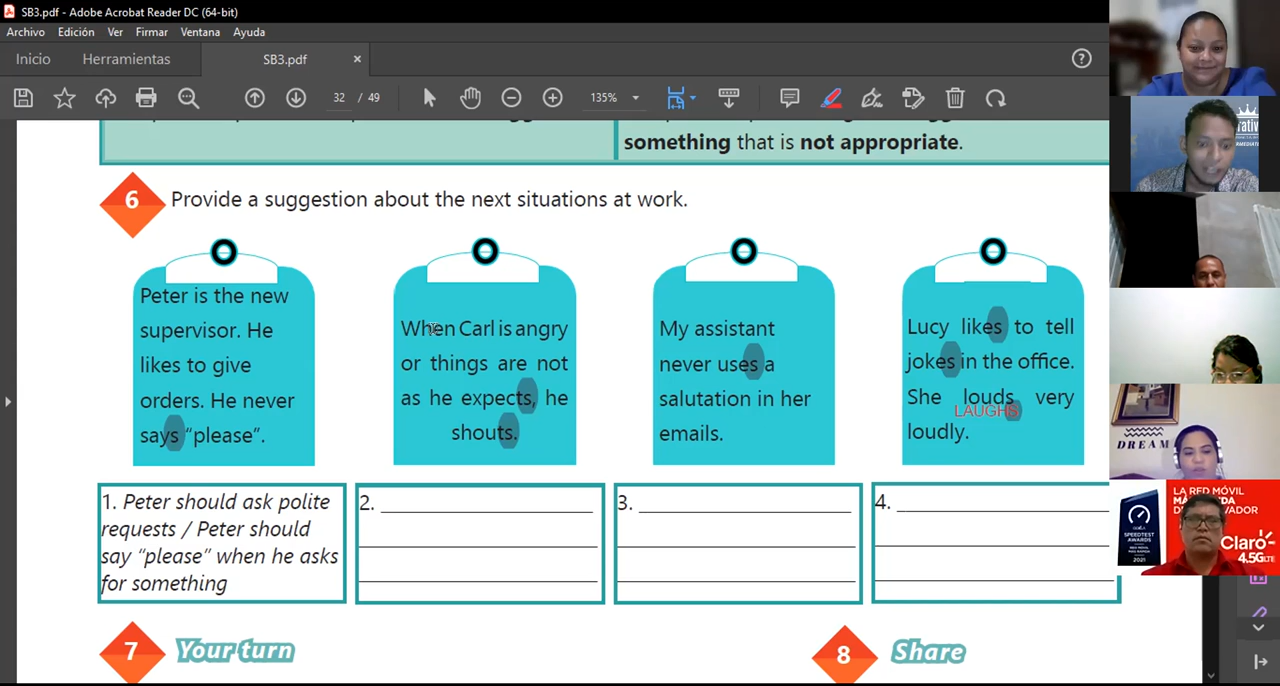 SB3.pdf - Adobe Acrobat Reader DC (64-bit)
Archivo Edición Ver Firmar Ventana Ayuda
Inicio Herramientas SB3.pdf ×
32 / 49 135%
something that is not appropriate.
6 Provide a suggestion about the next situations at work.
Peter is the new
supervisor. He
likes to give
orders. He never
says “please”.
When Carl is angry
or things are not
as he expects, he
shouts.
My assistant
never uses a
salutation in her
emails.
Lucy likes to tell
jokes in the office.
She louds very
LAUGHS
loudly.
1. Peter should ask polite
requests / Peter should
say “please” when he asks
for something
2.
3.
4.
7 Your turn
8 Share
DREAM
LA RED MÓVIL
Claro
4.5G LTE
SPEEDTEST
AWARDS
2021